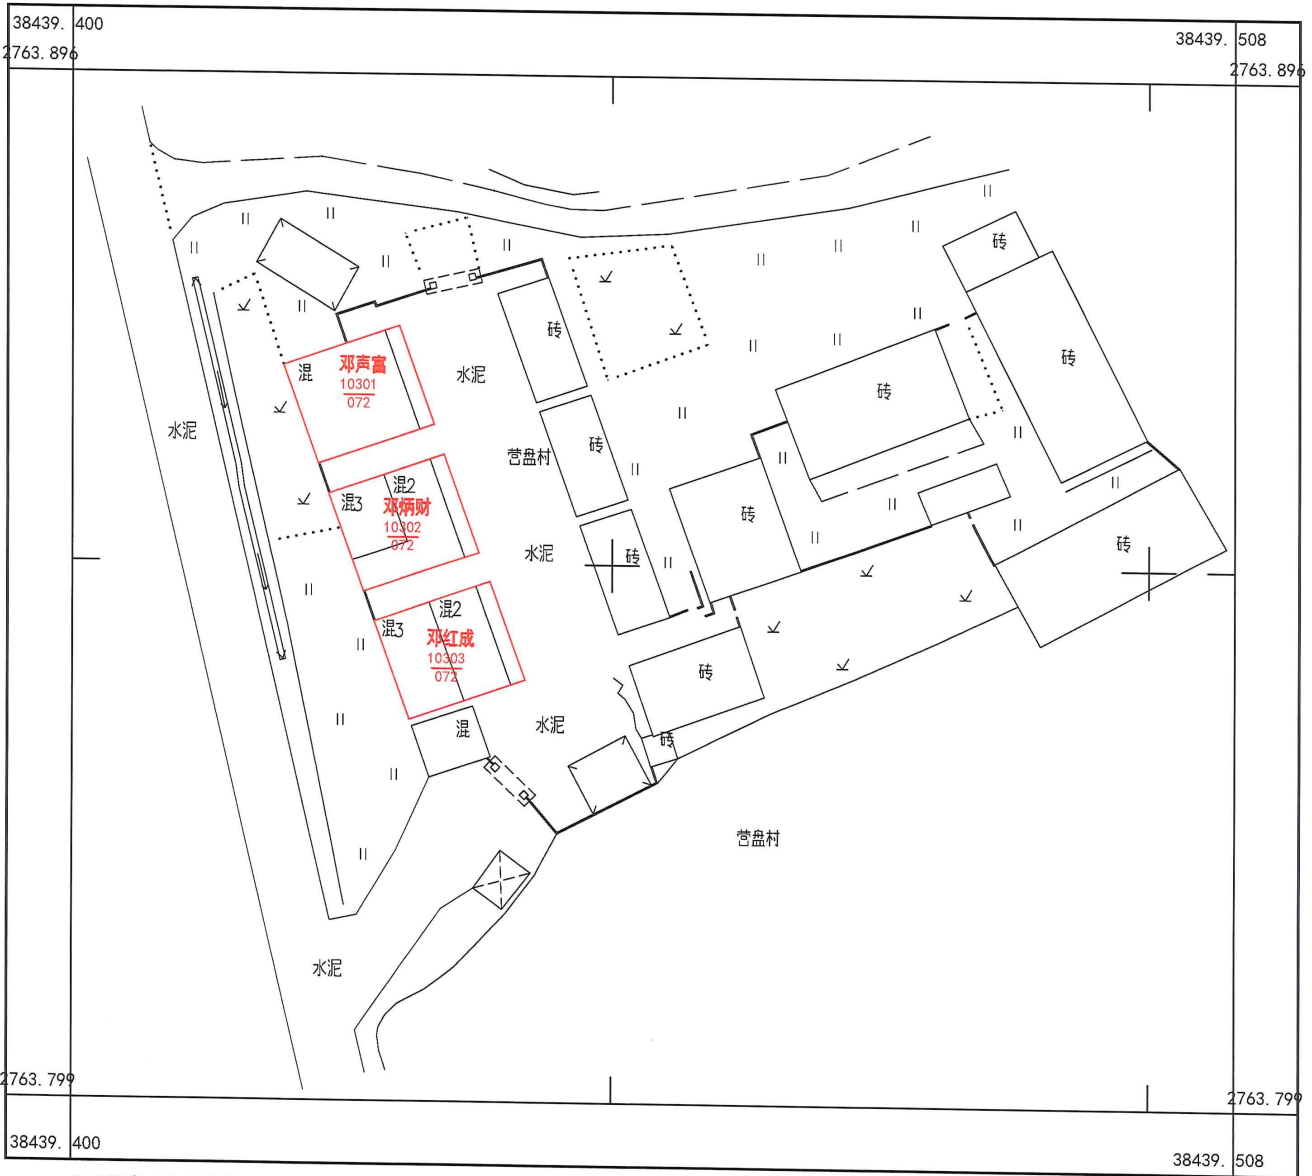 38439. 400
38439. 508
2763.896
2763.896
砖
砖
混
邓声富
10301
072
水泥
砖
砖
水泥
营盘村
砖
混3
混2
邓炳财
10302
072
砖
水泥
砖
砖
混3
混2
邓红成
10303
072
砖
水泥
混
砖
营盘村
水泥
2763.799
2763.799
38439. 400
38439. 508